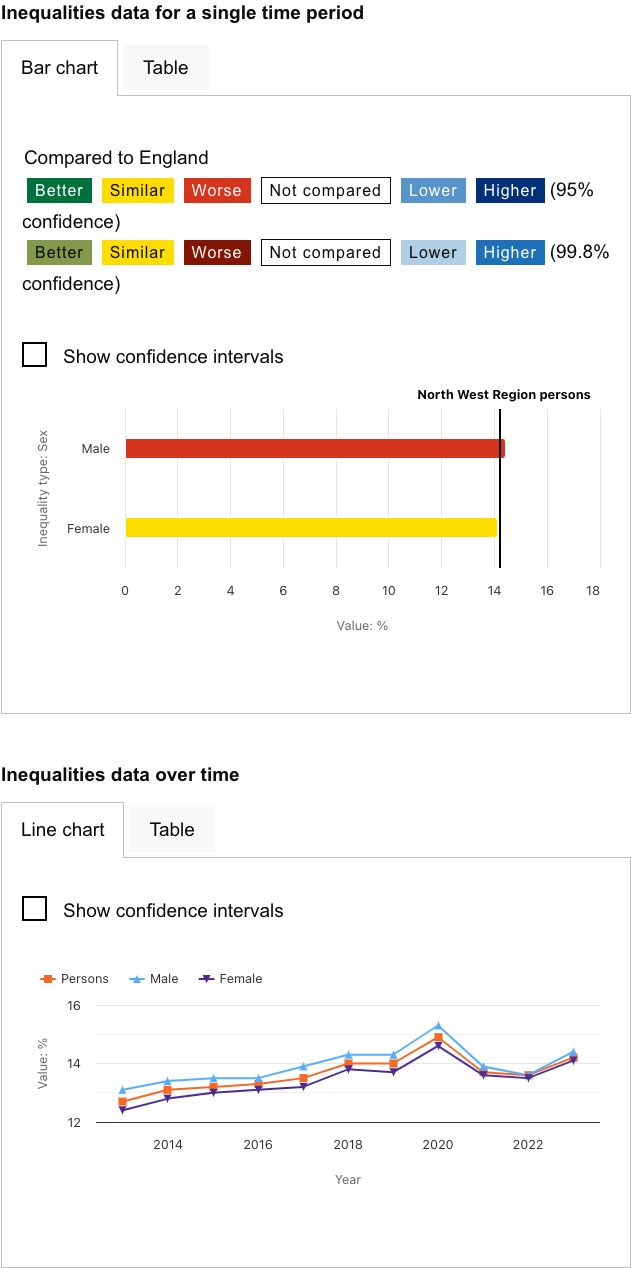 Inequalities data for a single time period
Bar chart Table
Compared to England
Better Similar Worse Not compared Lower Higher (95%
confidence)
Better Similar Worse Not compared Lower Higher (99.8%
confidence)
Show confidence intervals
North West Region persons
Inequality type: Sex
Male
Female
0 2 4 6 8 10 12 14 16 18
Value: %
Inequalities data over time
Line chart Table
Show confidence intervals
Persons Male Female
16
Value: %
14
12
2014 2016 2018 2020 2022
Year